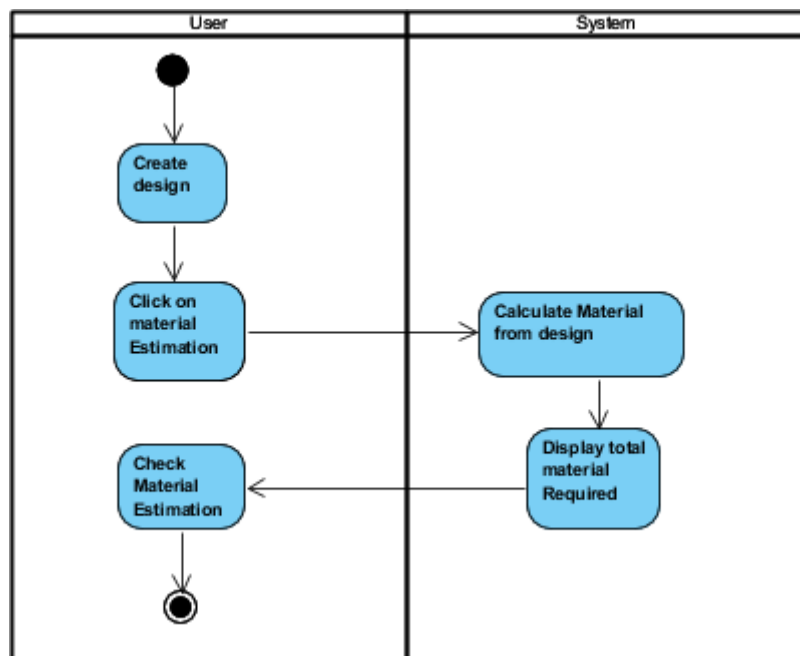 User
System
Create
design
Click on
material
Estimation
Calculate Material
from design
Display total
material
Required
Check
Material
Estimation